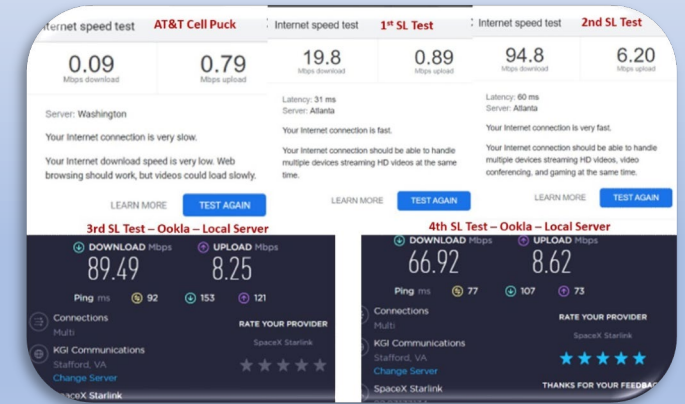 Internet speed test AT&T Cell Puck
0.09 0.79
Mbps download Mbps upload
Server: Washington
Your Internet connection is very slow.
Your Internet download speed is very low. Web
browsing should work, but videos could load slowly.
LEARN MORE TEST AGAIN
Internet speed test 1st SL Test
19.8 0.89
Mbps download Mbps upload
Latency: 31 ms
Server: Atlanta
Your Internet connection is fast.
Your Internet connection should be able to handle
multiple devices streaming HD videos at the same
time.
LEARN MORE TEST AGAIN
Internet speed test 2nd SL Test
94.8 6.20
Mbps download Mbps upload
Latency: 60 ms
Server: Atlanta
Your Internet connection is very fast.
Your Internet connection should be able to handle
multiple devices streaming HD videos, video
conferencing, and gaming at the same time.
LEARN MORE TEST AGAIN
3rd SL Test – Ookla – Local Server
DOWNLOAD Mbps UPLOAD Mbps
89.49 8.25
Ping ms 92 153 121
Connections
Multi
KGI Communications
Stafford, VA
Change Server
SpaceX Starlink
RATE YOUR PROVIDER
SpaceX Starlink
4th SL Test – Ookla – Local Server
DOWNLOAD Mbps UPLOAD Mbps
66.92 8.62
Ping ms 77 107 73
Connections
Multi
KGI Communications
Stafford, VA
Change Server
SpaceX Starlink
RATE YOUR PROVIDER
SpaceX Starlink
THANKS FOR YOUR FEEDBAC